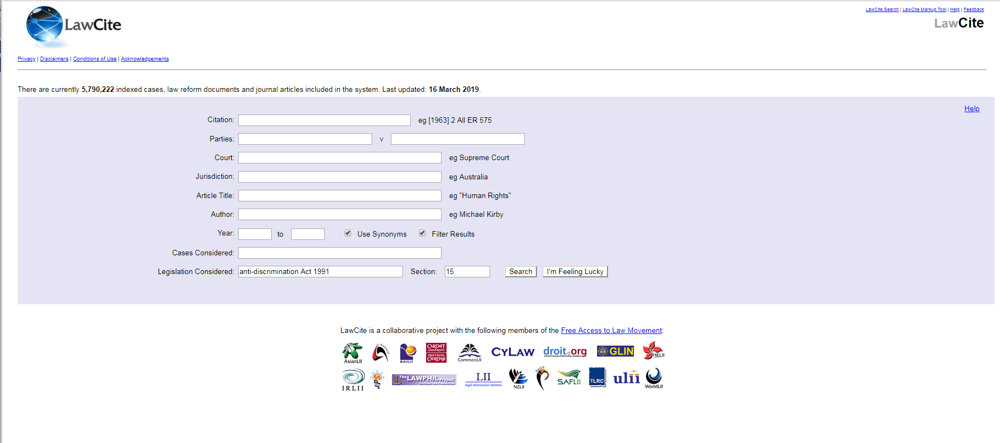 LawCite
LawCite Search | LawCite Markup Tool | Help | Feedback
LawCite
Privacy | Disclaimers | Conditions of Use | Acknowledgements
There are currently 5,790,222 indexed cases, law reform documents and journal articles included in the system. Last updated: 16 March 2019.
Help
Citation: eg [1963] 2 All ER 575
Parties: v
Court: eg Supreme Court
Jurisdiction: eg Australia
Article Title: eg "Human Rights"
Author: eg Michael Kirby
Year: to Use Synonyms Filter Results
Cases Considered:
Legislation Considered: anti-discrimination Act 1991 Section: 15 Search I'm Feeling Lucky
LawCite is a collaborative project with the following members of the Free Access to Law Movement:
AsianLII AustLII BAILII CARDIFF UNIVERSITY PRIFYSGOL CAERDYDD CommonLII CYLAW droit.org GLIN HKLII
IRLII JIPS The LAWPHiL Project LII legal information institute NZLII PacLII SAFLII TLRC ulii WorldLII